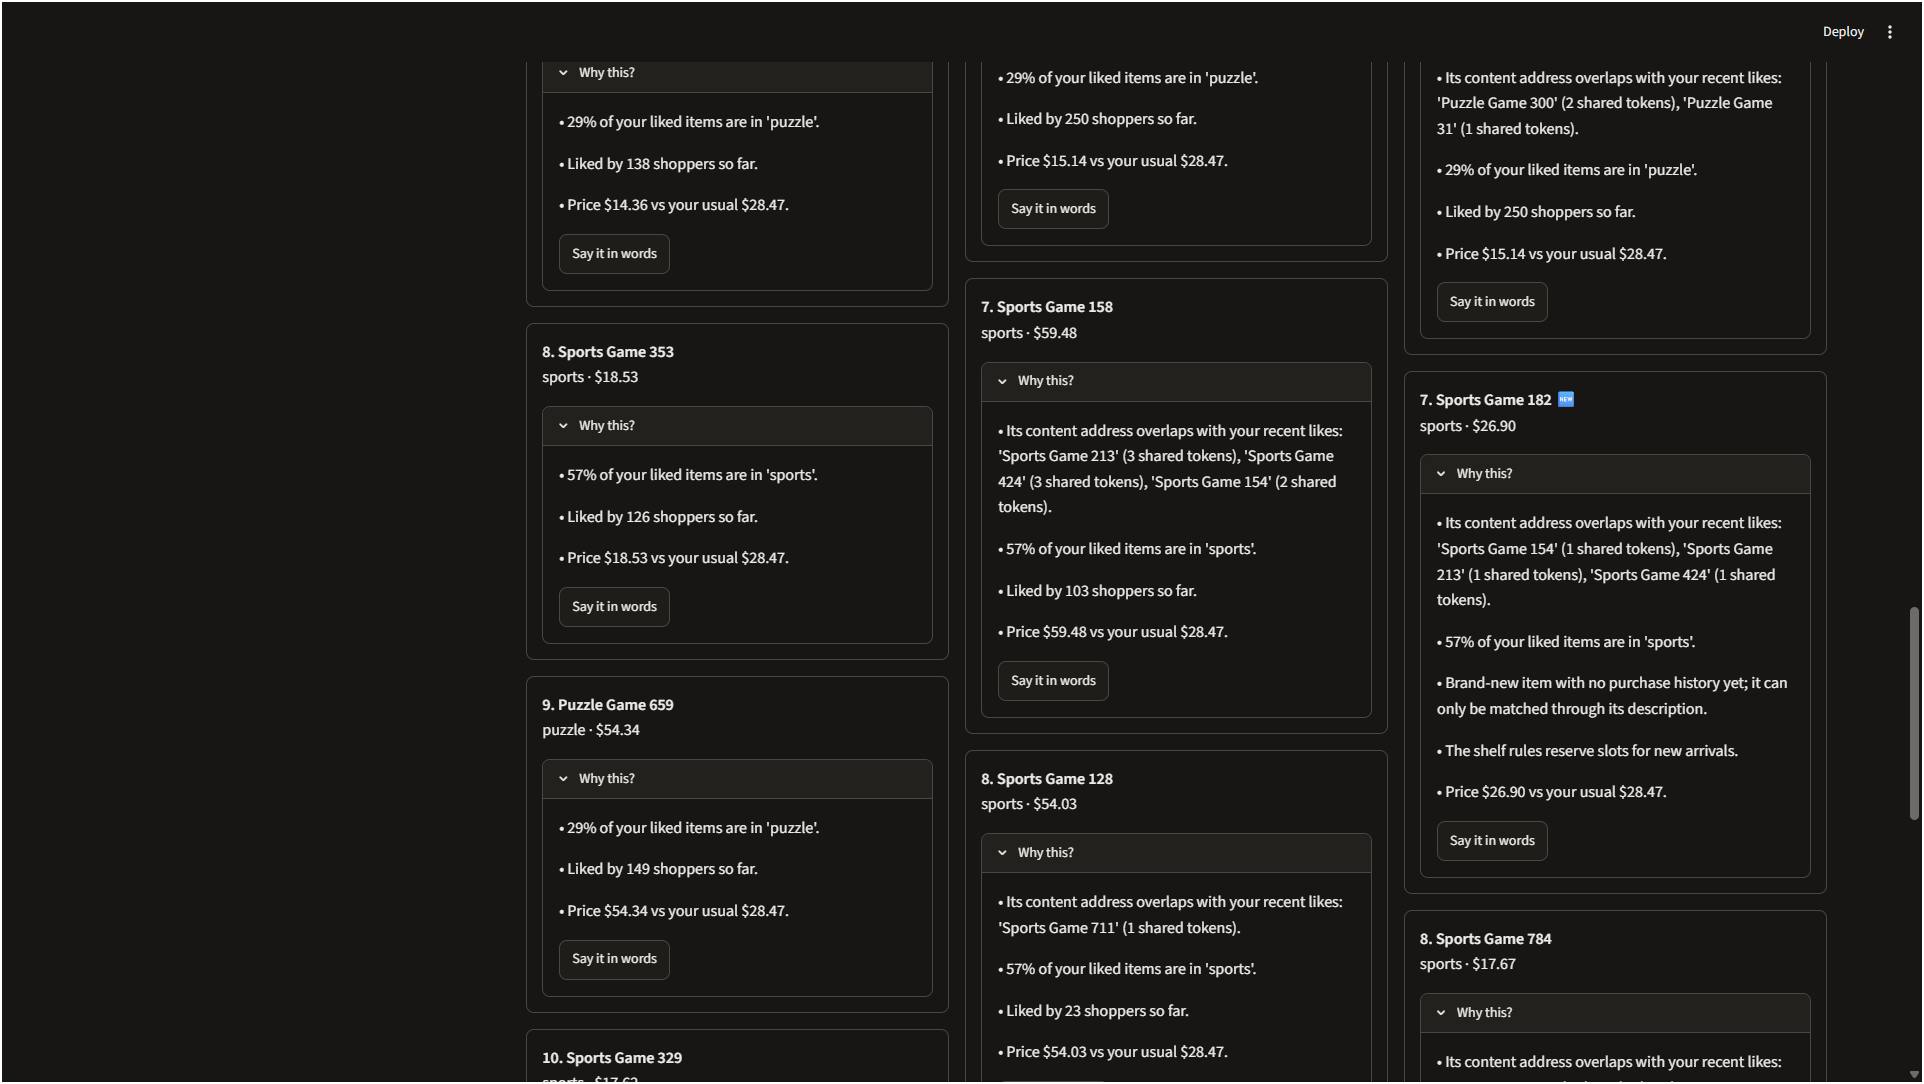 Deploy
Why this?
• 29% of your liked items are in 'puzzle'.
• Liked by 138 shoppers so far.
• Price $14.36 vs your usual $28.47.
Say it in words
8. Sports Game 353
sports · $18.53
Why this?
• 57% of your liked items are in 'sports'.
• Liked by 126 shoppers so far.
• Price $18.53 vs your usual $28.47.
Say it in words
9. Puzzle Game 659
puzzle · $54.34
Why this?
• 29% of your liked items are in 'puzzle'.
• Liked by 149 shoppers so far.
• Price $54.34 vs your usual $28.47.
Say it in words
10. Sports Game 329
sports · $17.62
• 29% of your liked items are in 'puzzle'.
• Liked by 250 shoppers so far.
• Price $15.14 vs your usual $28.47.
Say it in words
7. Sports Game 158
sports · $59.48
Why this?
• Its content address overlaps with your recent likes:
'Sports Game 213' (3 shared tokens), 'Sports Game
424' (3 shared tokens), 'Sports Game 154' (2 shared
tokens).
• 57% of your liked items are in 'sports'.
• Liked by 103 shoppers so far.
• Price $59.48 vs your usual $28.47.
Say it in words
8. Sports Game 128
sports · $54.03
Why this?
• Its content address overlaps with your recent likes:
'Sports Game 711' (1 shared tokens).
• 57% of your liked items are in 'sports'.
• Liked by 23 shoppers so far.
• Price $54.03 vs your usual $28.47.
• Its content address overlaps with your recent likes:
'Puzzle Game 300' (2 shared tokens), 'Puzzle Game
31' (1 shared tokens).
• 29% of your liked items are in 'puzzle'.
• Liked by 250 shoppers so far.
• Price $15.14 vs your usual $28.47.
Say it in words
7. Sports Game 182 NEW
sports · $26.90
Why this?
• Its content address overlaps with your recent likes:
'Sports Game 154' (1 shared tokens), 'Sports Game
213' (1 shared tokens), 'Sports Game 424' (1 shared
tokens).
• 57% of your liked items are in 'sports'.
• Brand-new item with no purchase history yet; it can
only be matched through its description.
• The shelf rules reserve slots for new arrivals.
• Price $26.90 vs your usual $28.47.
Say it in words
8. Sports Game 784
sports · $17.67
Why this?
• Its content address overlaps with your recent likes: